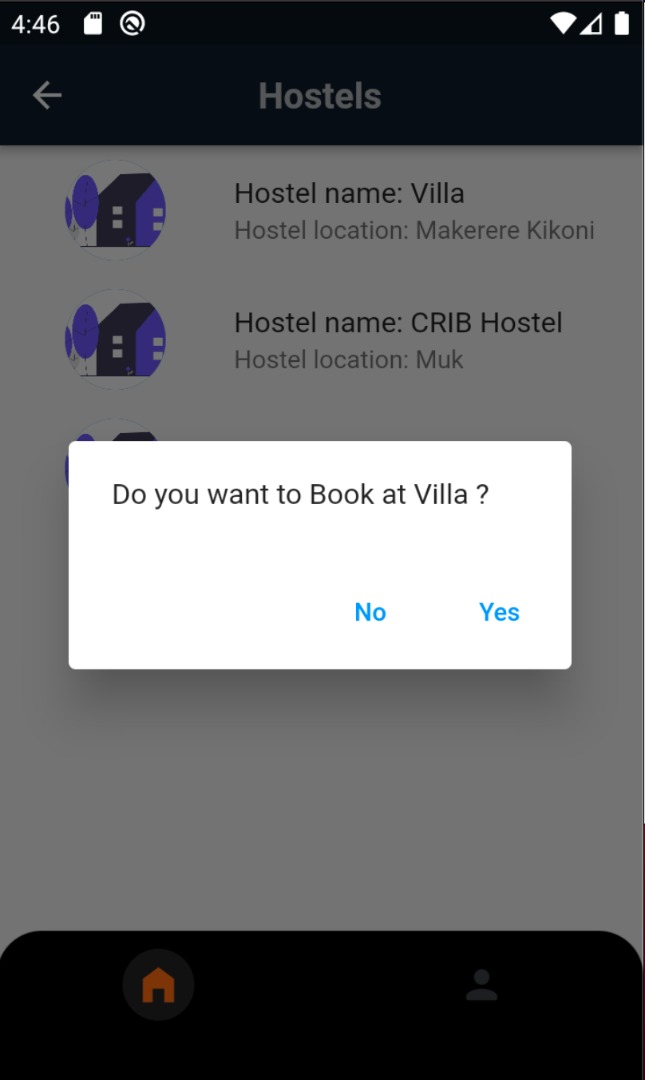 4:46
Hostels
Hostel name: Villa
Hostel location: Makerere Kikoni
Hostel name: CRIB Hostel
Hostel location: Muk
Do you want to Book at Villa ?
No Yes